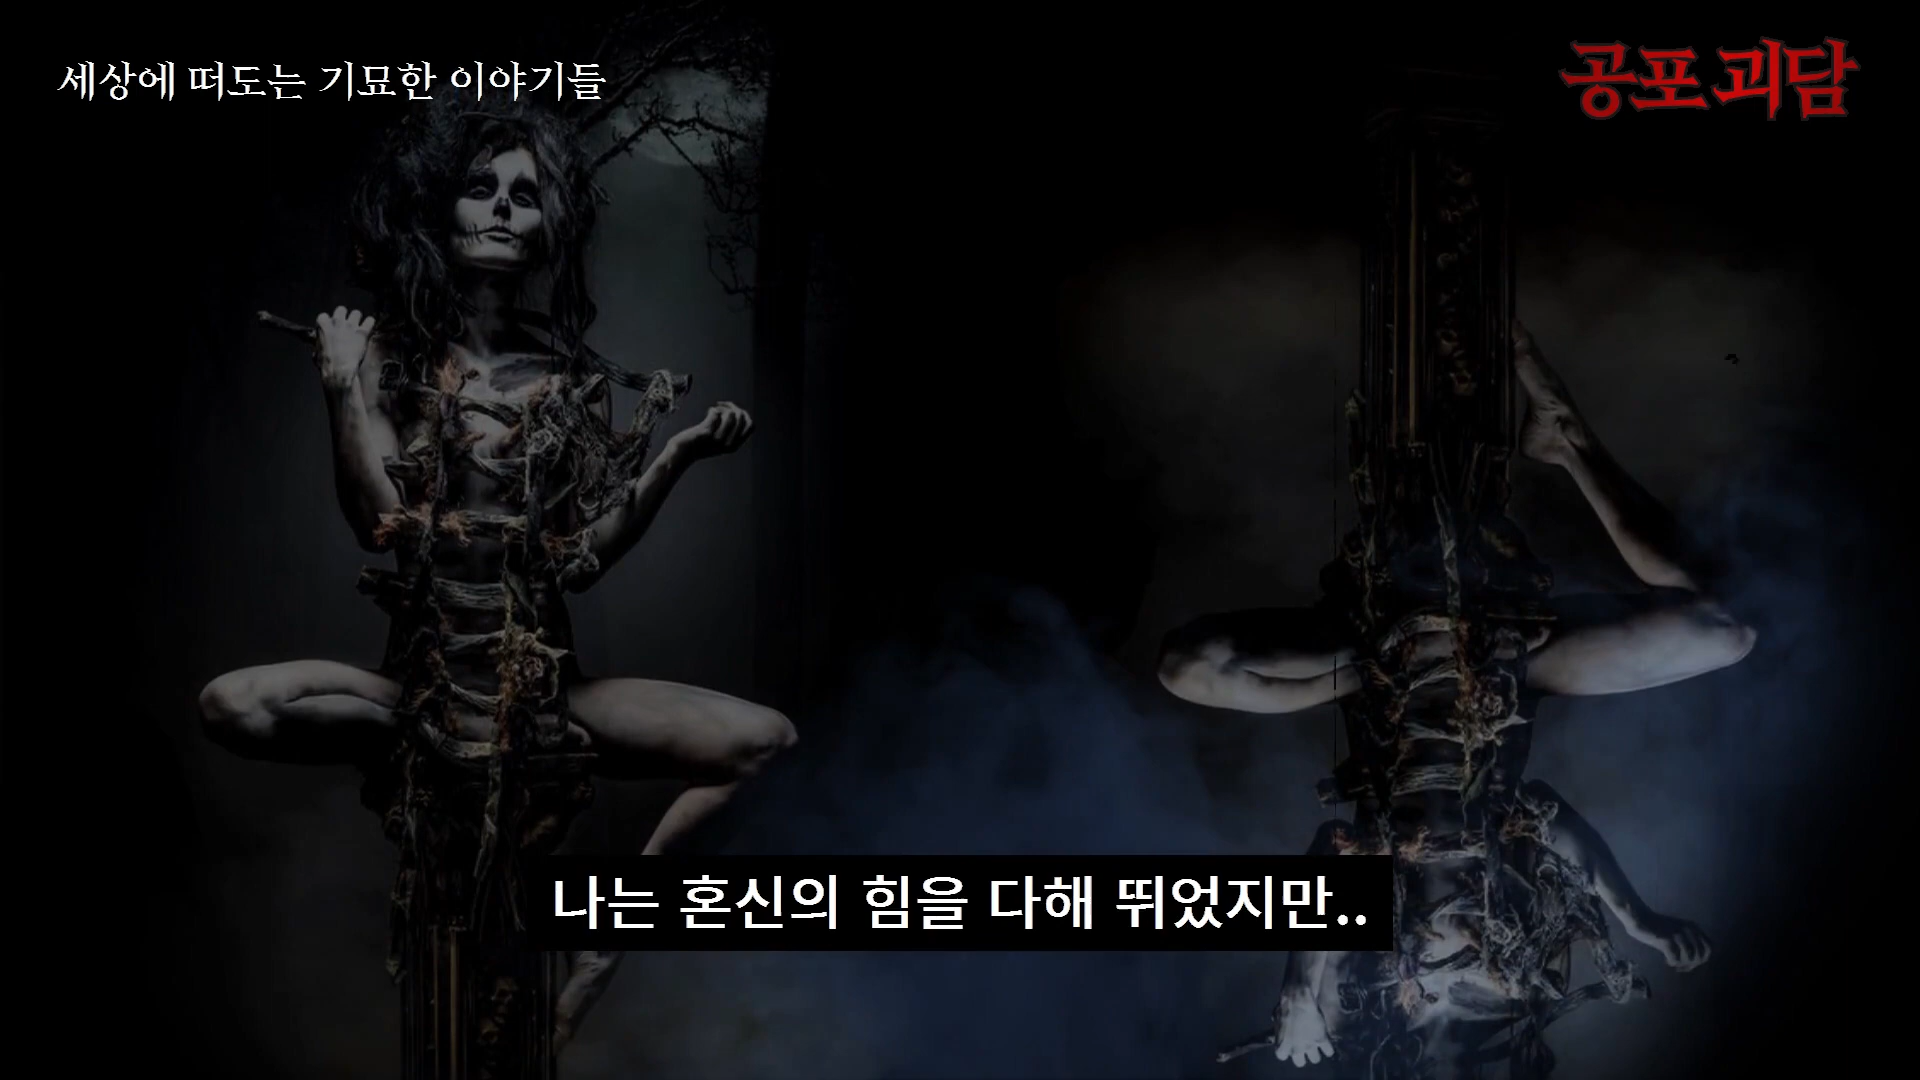 세상에 떠도는 기묘한 이야기들
공포 괴담
나는 혼신의 힘을 다해 뛰었지만..